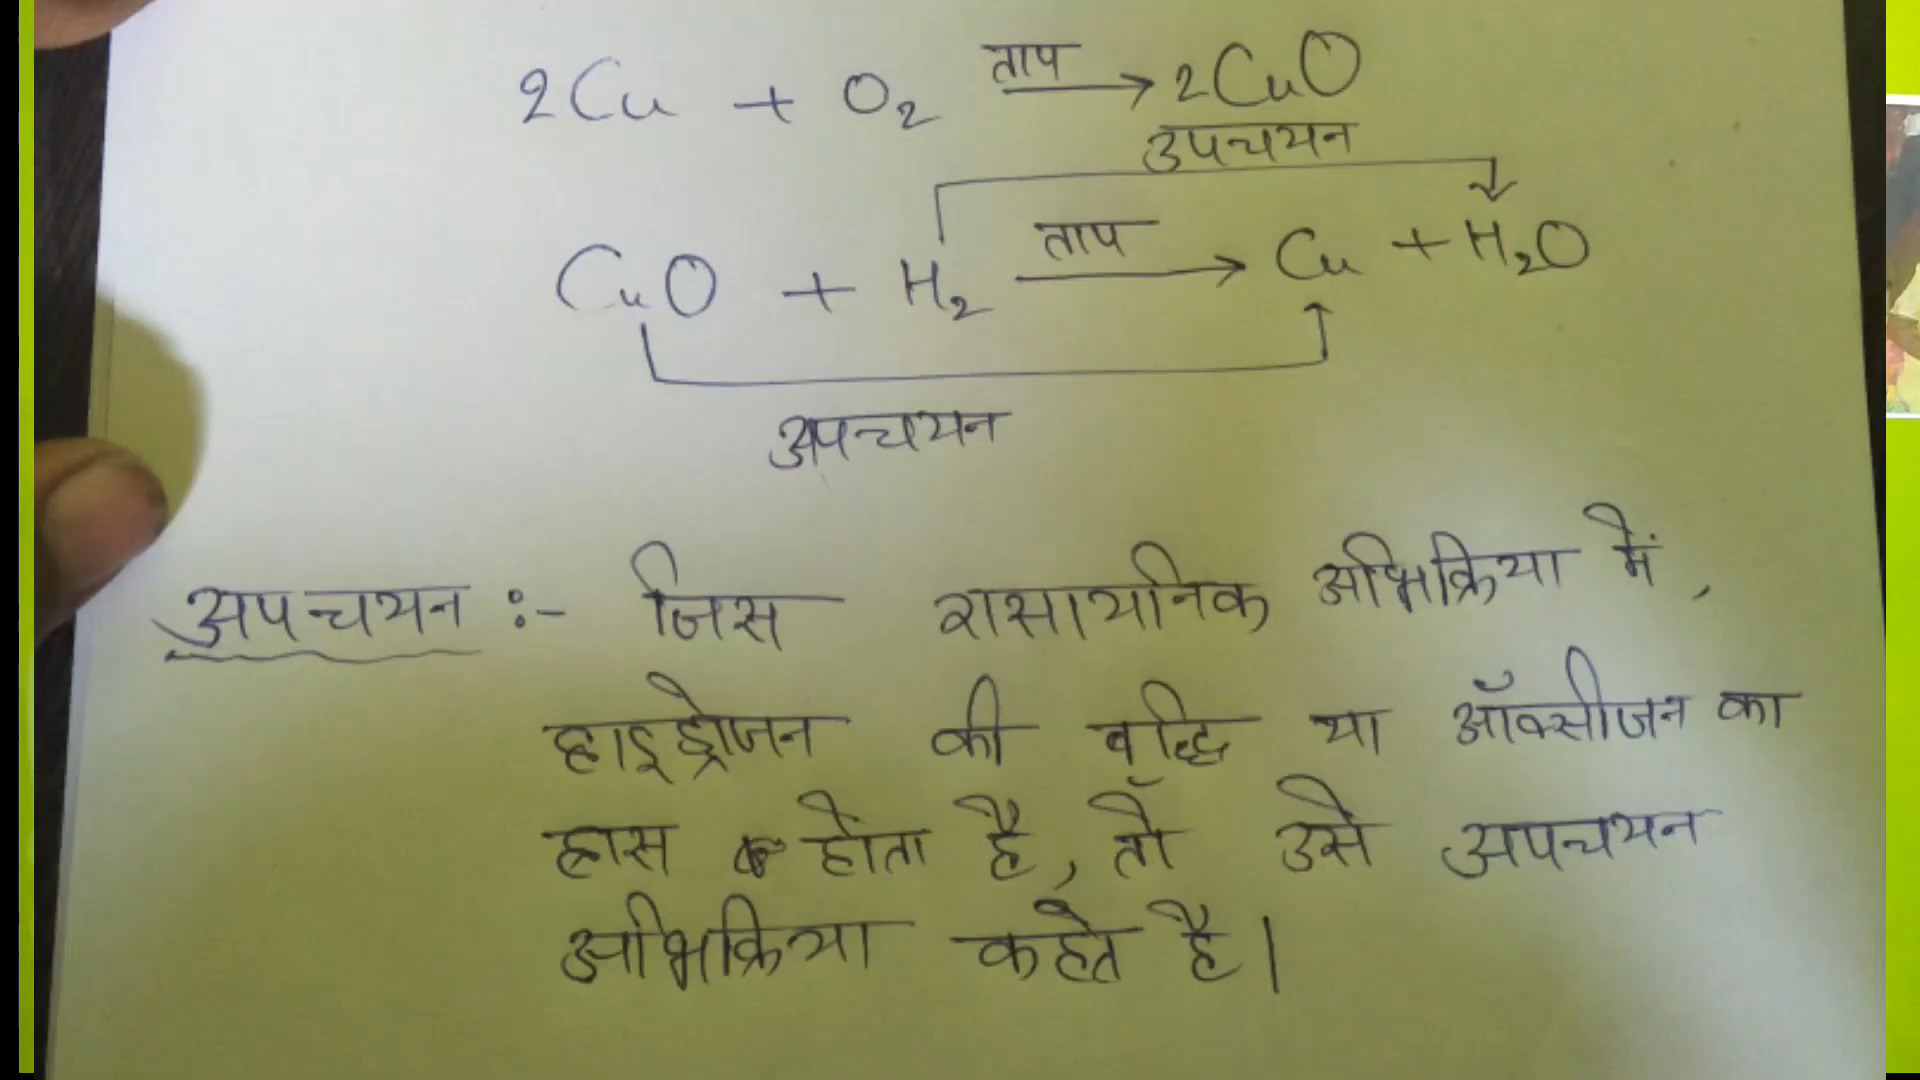 2Cu + O₂ ताप → 2CuO
उपचयन
CuO + H₂ ताप → Cu + H₂O
अपचयन
अपचयन :- जिस रासायनिक अभिक्रिया में,
हाइड्रोजन की वृद्धि या ऑक्सीजन का
ह्रास होता है, तो उसे अपचयन
अभिक्रिया कहते है।